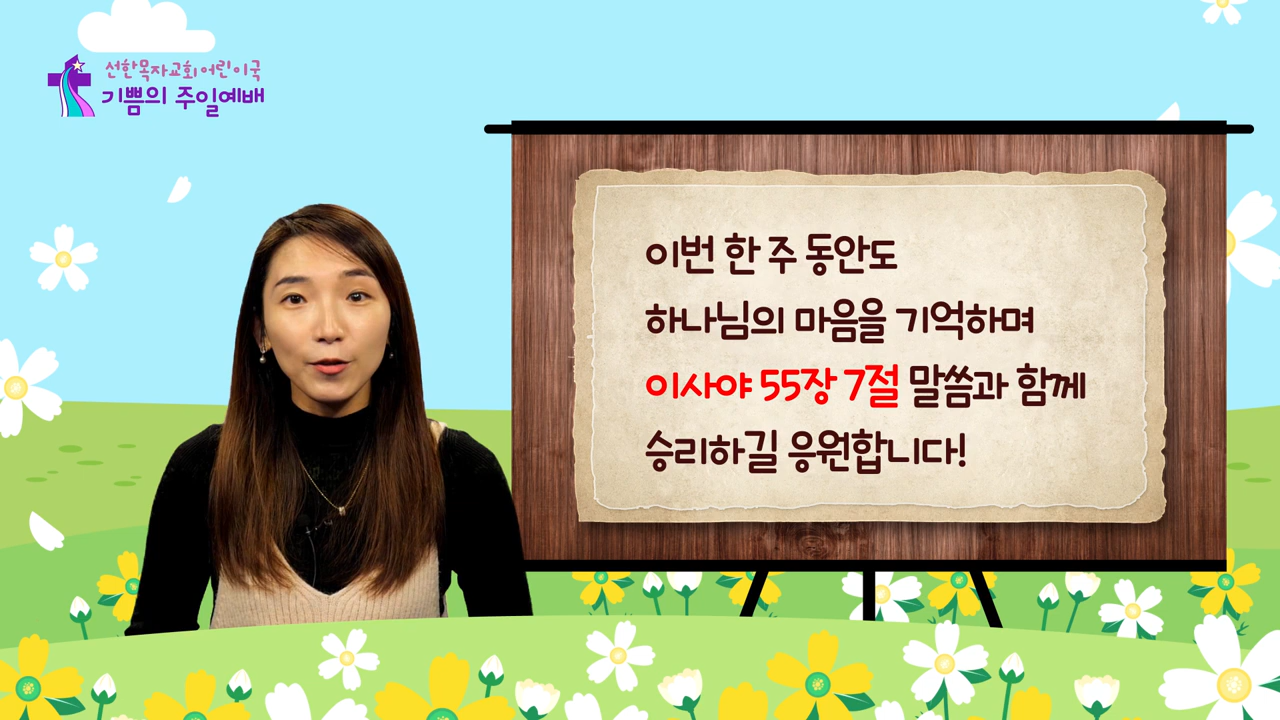 선한목자교회어린이국
기쁨의 주일예배
이번 한 주 동안도
하나님의 마음을 기억하며
이사야 55장 7절 말씀과 함께
승리하길 응원합니다!